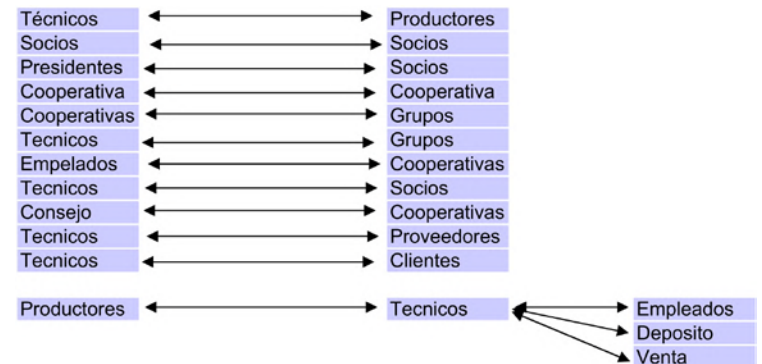 Técnicos Productores
Socios Socios
Presidentes Socios
Cooperativa Cooperativa
Cooperativas Grupos
Tecnicos Grupos
Empelados Cooperativas
Tecnicos Socios
Consejo Cooperativas
Tecnicos Proveedores
Tecnicos Clientes
Productores Tecnicos Empleados
Deposito
Venta